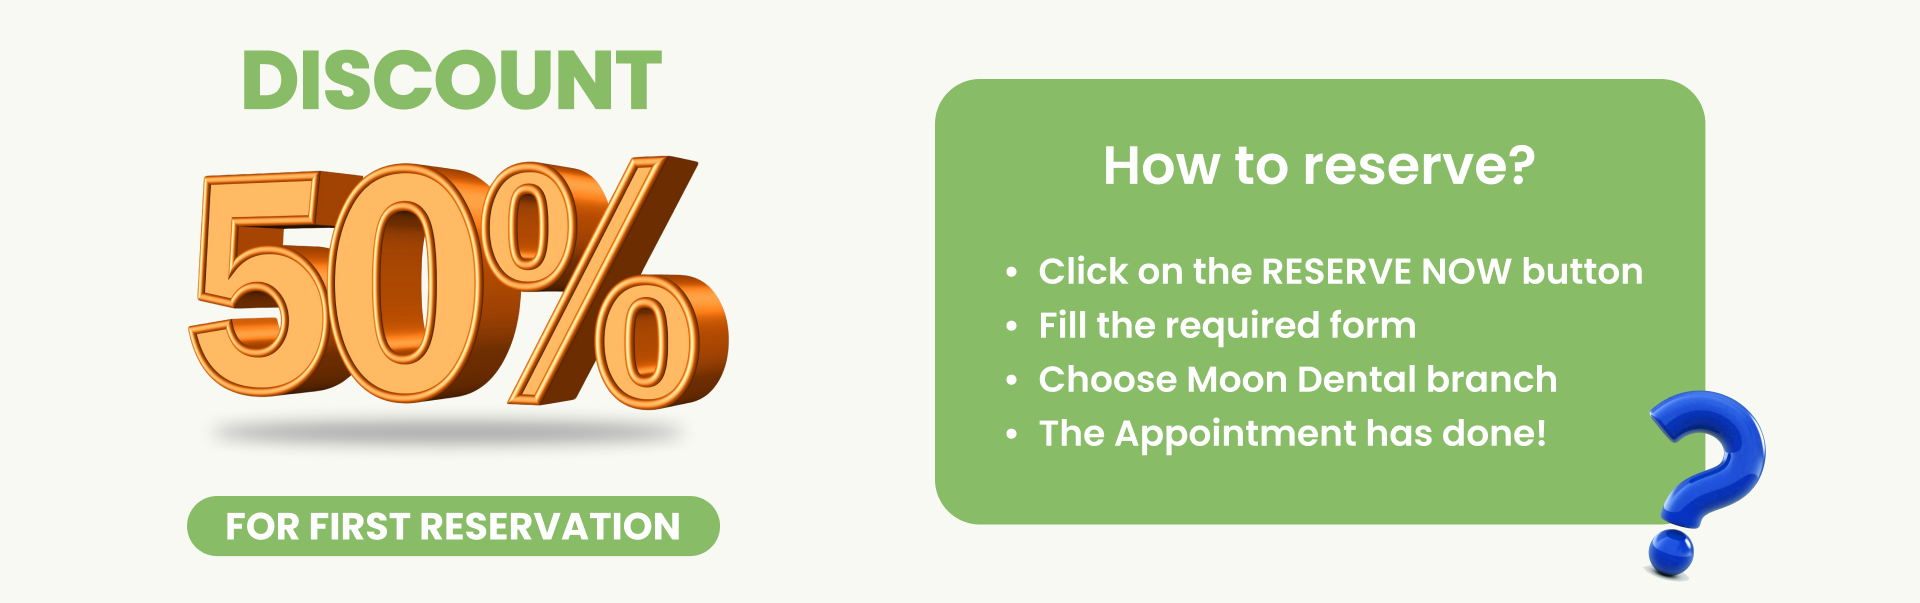 DISCOUNT
50%
FOR FIRST RESERVATION
How to reserve?
• Click on the RESERVE NOW button
• Fill the required form
• Choose Moon Dental branch
• The Appointment has done!
?